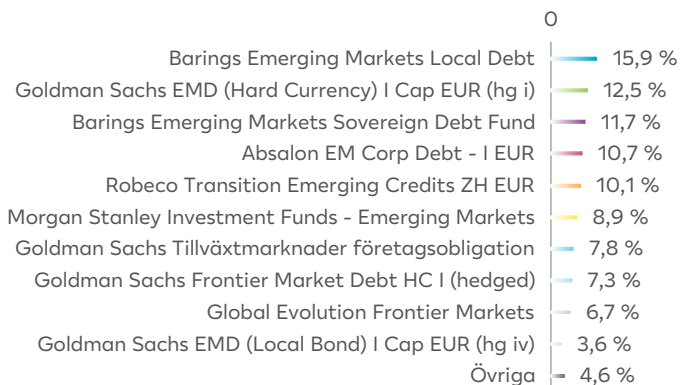 0
Barings Emerging Markets Local Debt 15,9 %
Goldman Sachs EMD (Hard Currency) I Cap EUR (hg i) 12,5 %
Barings Emerging Markets Sovereign Debt Fund 11,7 %
Absalon EM Corp Debt - I EUR 10,7 %
Robeco Transition Emerging Credits ZH EUR 10,1 %
Morgan Stanley Investment Funds - Emerging Markets 8,9 %
Goldman Sachs Tillväxtmarknader företagsobligation 7,8 %
Goldman Sachs Frontier Market Debt HC I (hedged) 7,3 %
Global Evolution Frontier Markets 6,7 %
Goldman Sachs EMD (Local Bond) I Cap EUR (hg iv) 3,6 %
Övriga 4,6 %